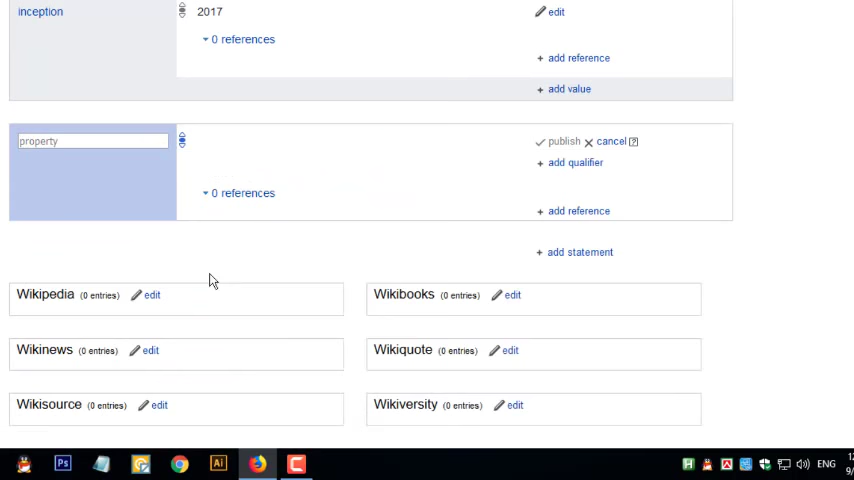 inception
2017
edit
0 references
+ add reference
+ add value
property
publish cancel ?
+ add qualifier
0 references
+ add reference
+ add statement
Wikipedia (0 entries) edit
Wikibooks (0 entries) edit
Wikinews (0 entries) edit
Wikiquote (0 entries) edit
Wikisource (0 entries) edit
Wikiversity (0 entries) edit
Ps
Ai
C
H
ENG